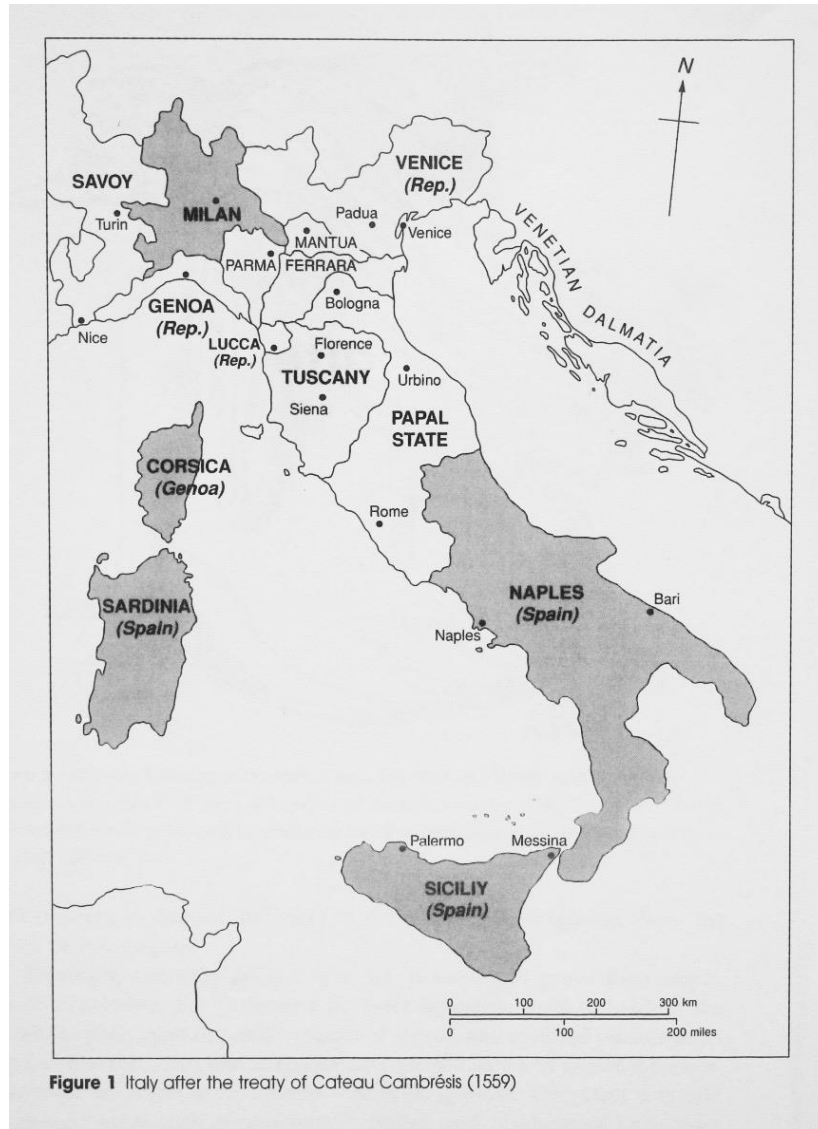 N
SAVOY
Turin
MILAN
VENICE
(Rep.)
Padua
Venice
MANTUA
PARMA
FERRARA
Bologna
VENETIAN
DALMATIA
GENOA
(Rep.)
Nice
LUCCA
(Rep.)
Florence
TUSCANY
Siena
Urbino
PAPAL
STATE
CORSICA
(Genoa)
Rome
SARDINIA
(Spain)
NAPLES
(Spain)
Bari
Naples
Palermo
Messina
SICILIY
(Spain)
0 100 200 300 km
0 100 200 miles
Figure 1 Italy after the treaty of Cateau Cambrésis (1559)